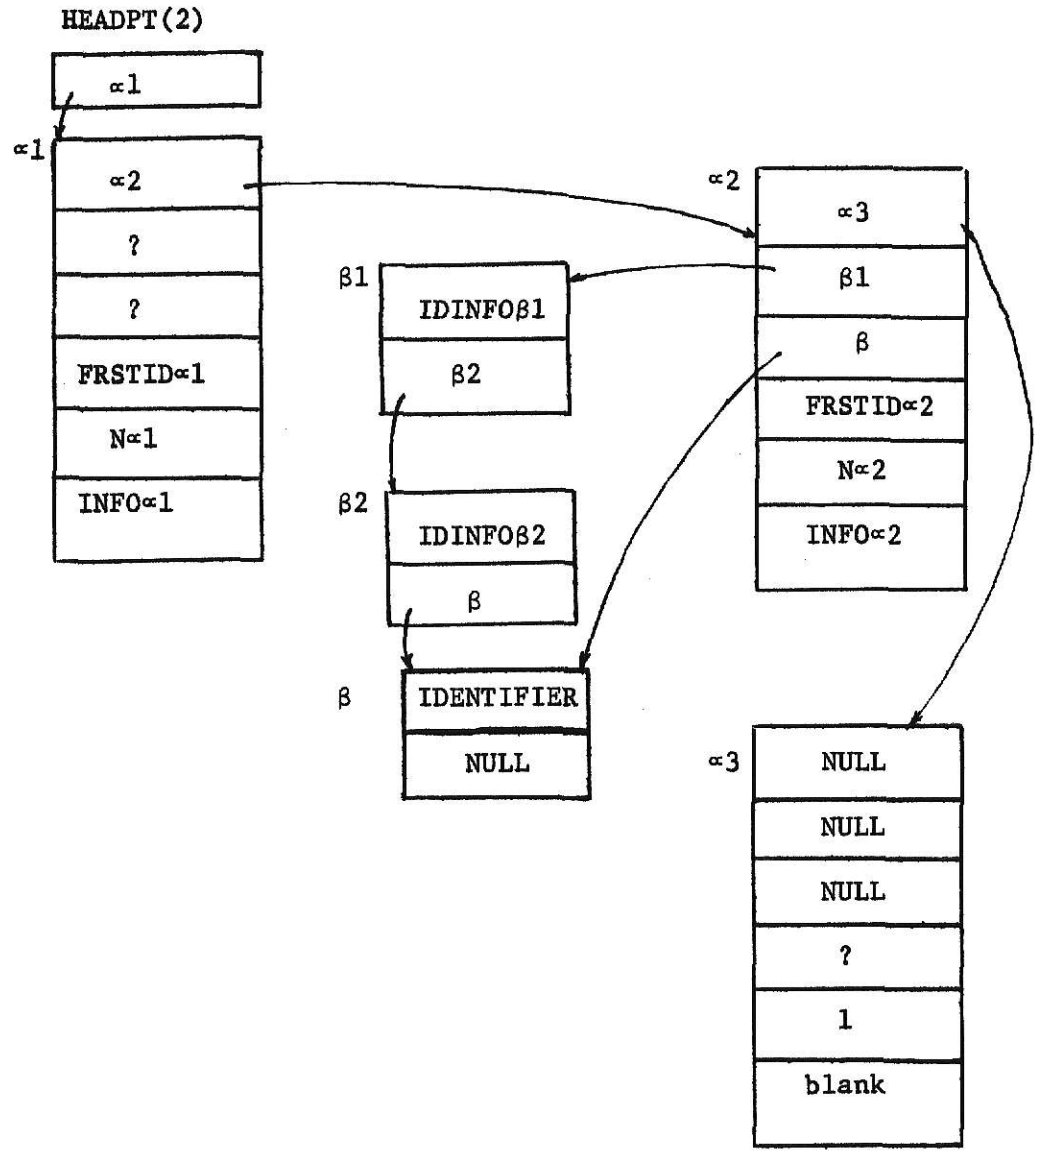 HEADPT(2)
∝1
∝1
∝2
?
?
FRSTID∝1
N∝1
INFO∝1
β1
IDINFOβ1
β2
β2
IDINFOβ2
β
β
IDENTIFIER
NULL
∝2
∝3
β1
β
FRSTID∝2
N∝2
INFO∝2
∝3
NULL
NULL
NULL
?
1
blank